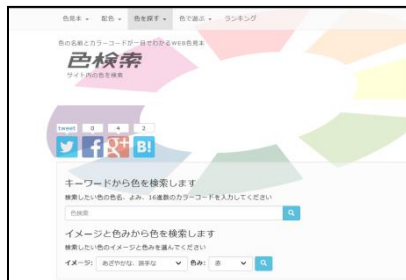 色見本 配色 色を探す 色で遊ぶ ランキング
色の名前とカラーコードが一目でわかるWEB色見本
色検索
サイト内の色を検索
tweet 0 4 2
B!
キーワードから色を検索します
検索したい色の色名、よみ、16進数のカラーコードを入力してください
色検索
イメージと色みから色を検索します
検索したい色のイメージと色みを選んでください
イメージ: あざやかな、派手な 色み: 赤